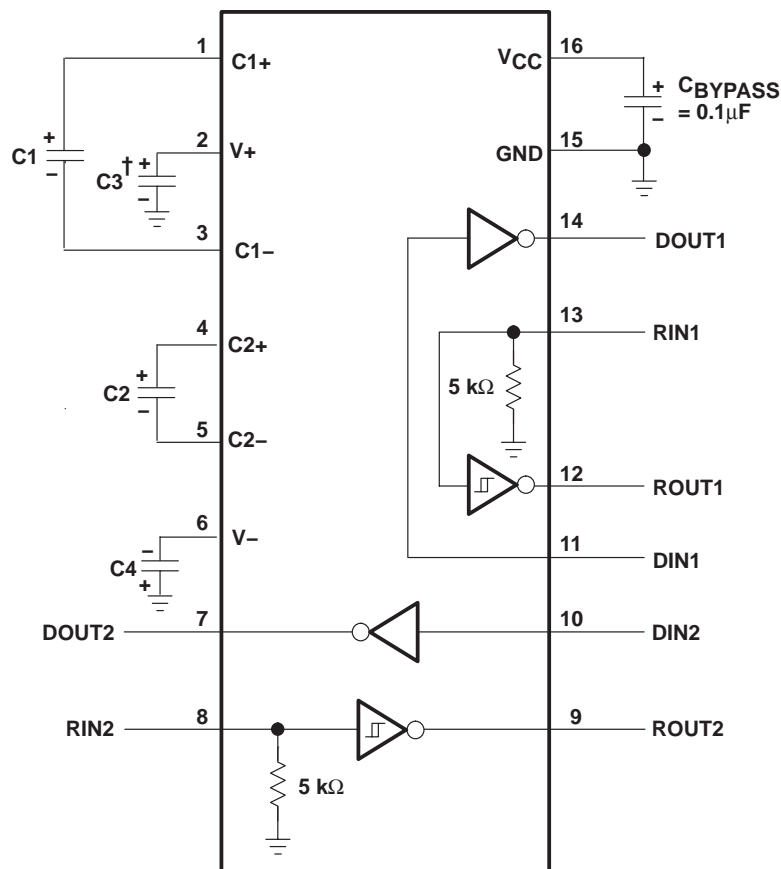 1
C1+
VCC
16
+
CBYPASS
= 0.1μF
–
2
V+
GND
15
C1
+
–
C3†
+
–
3
C1–
14
DOUT1
13
RIN1
4
C2+
5 kΩ
C2
+
–
5
C2–
12
ROUT1
6
V–
11
DIN1
C4
–
+
7
DOUT2
10
DIN2
8
RIN2
9
ROUT2
5 kΩ